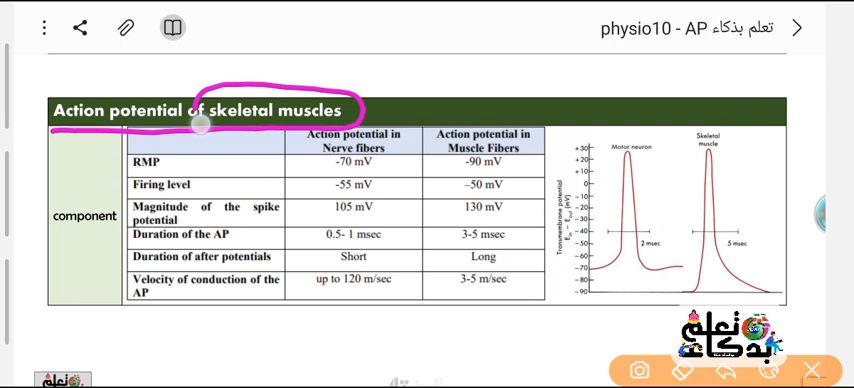 physio10 - AP تعلم بذكاء
Action potential of skeletal muscles
Action potential in
Nerve fibers
Action potential in
Muscle Fibers
component
RMP
-70 mV
-90 mV
Firing level
-55 mV
–50 mV
Magnitude of the spike
potential
105 mV
130 mV
Duration of the AP
0.5- 1 msec
3-5 msec
Duration of after potentials
Short
Long
Velocity of conduction of the
AP
up to 120 m/sec
3-5 m/sec
Motor neuron
Skeletal
muscle
Transmembrane potential
+30
+20
+10
0
-10
-20
-30
-40
-50
-60
-70
-80
-90
2 msec
5 msec
تعلم
بذكاء
تعلم